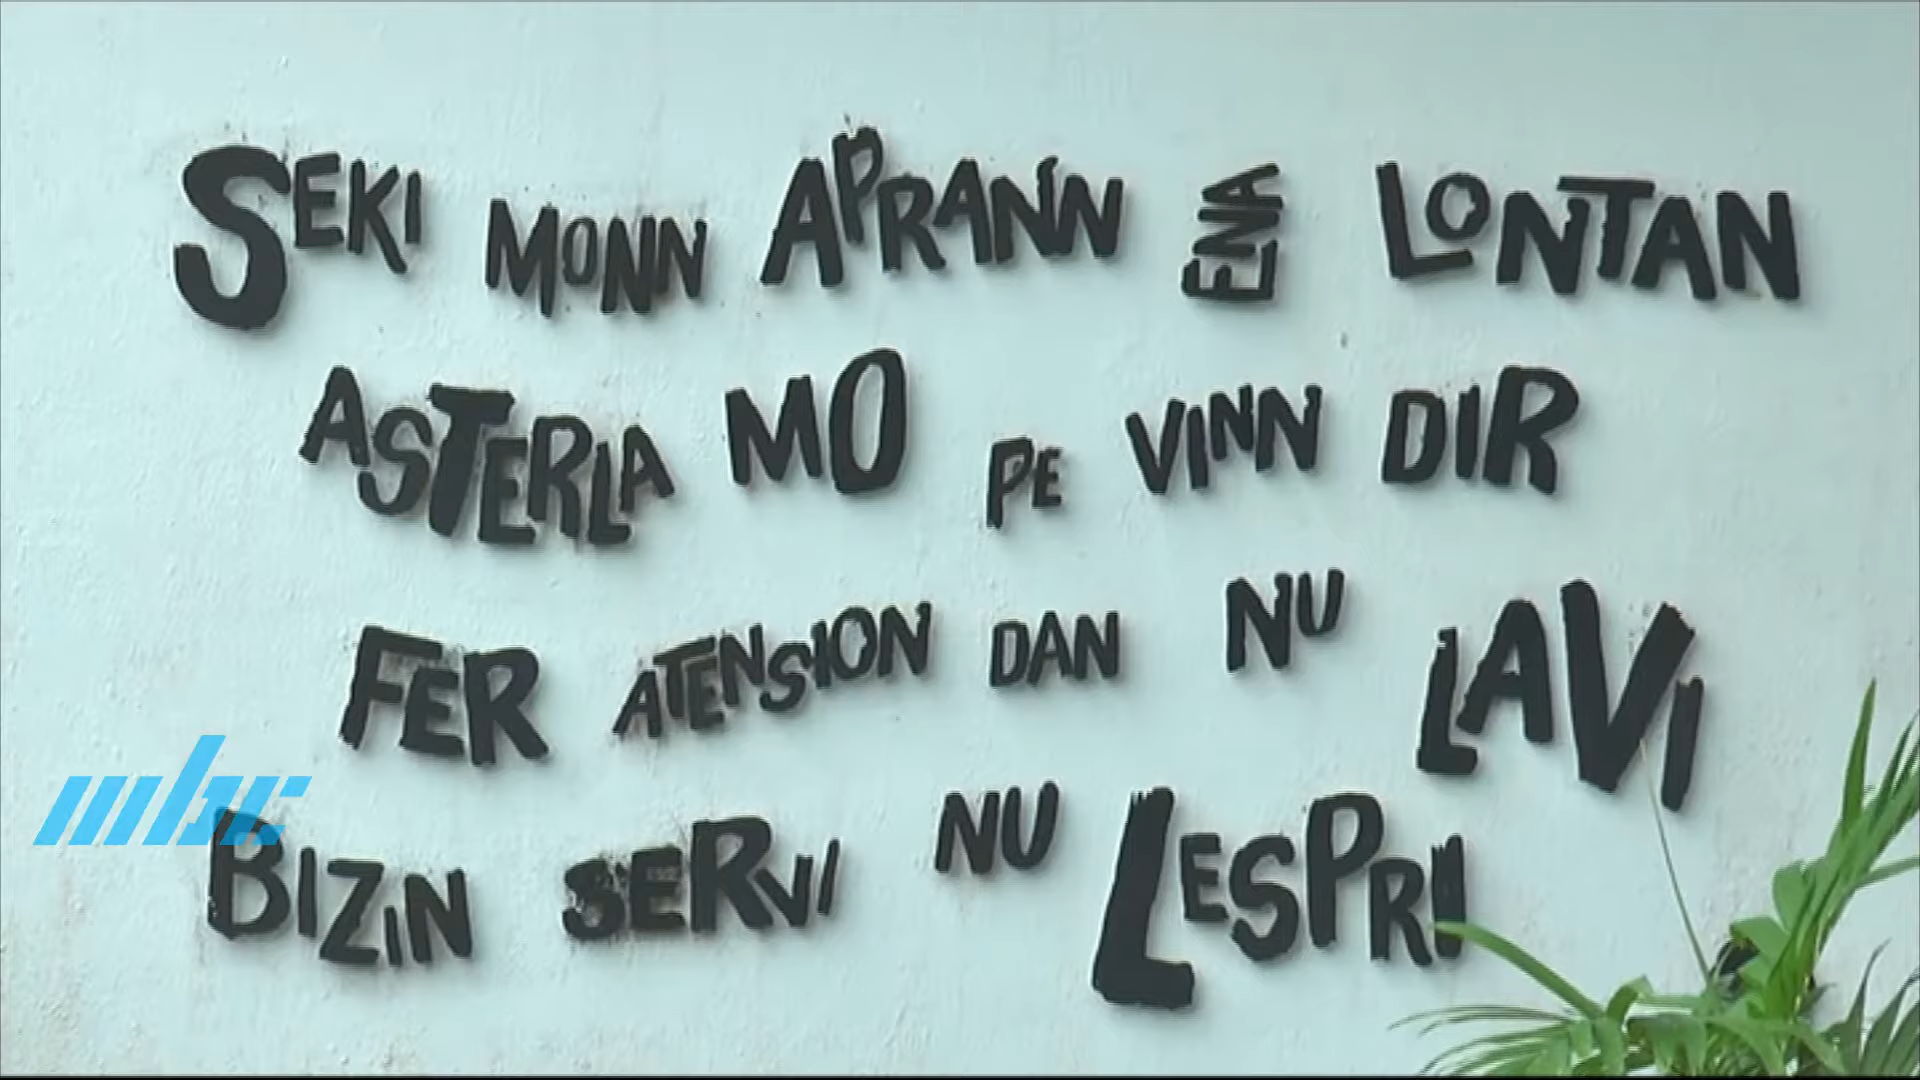 SEKI MONN APRANN ENA LONTAN
ASTERLA MO PE VINN DIR
FER ATENSION DAN NU LAVI
mbc
BIZIN SERVI NU LESPRI